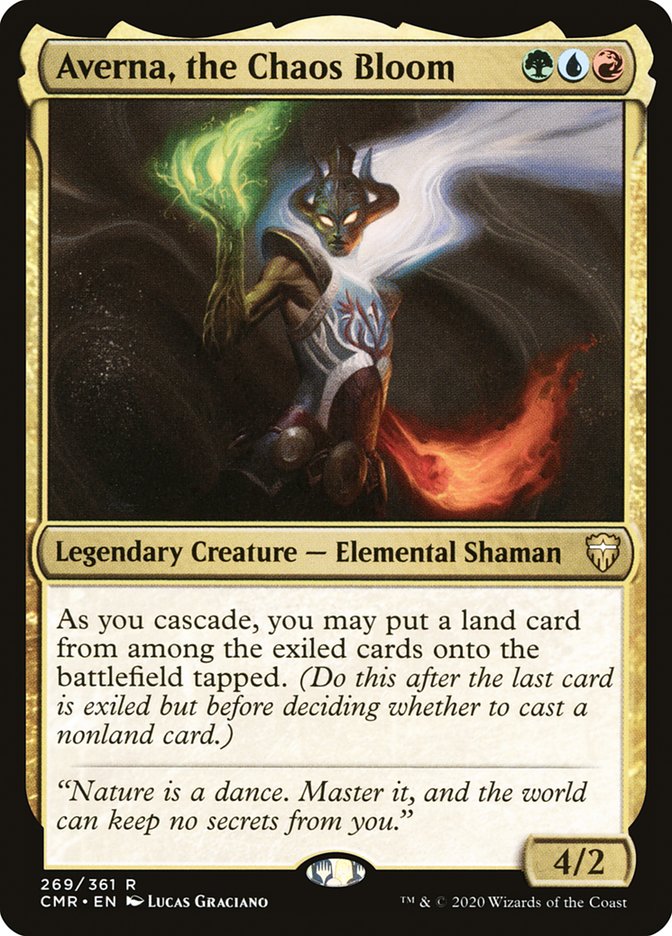 Averna, the Chaos Bloom
Legendary Creature — Elemental Shaman
As you cascade, you may put a land card
from among the exiled cards onto the
battlefield tapped. (Do this after the last card
is exiled but before deciding whether to cast a
nonland card.)
“Nature is a dance. Master it, and the world
can keep no secrets from you.”
4/2
269/361 R
CMR • EN LUCAS GRACIANO
™ & © 2020 Wizards of the Coast